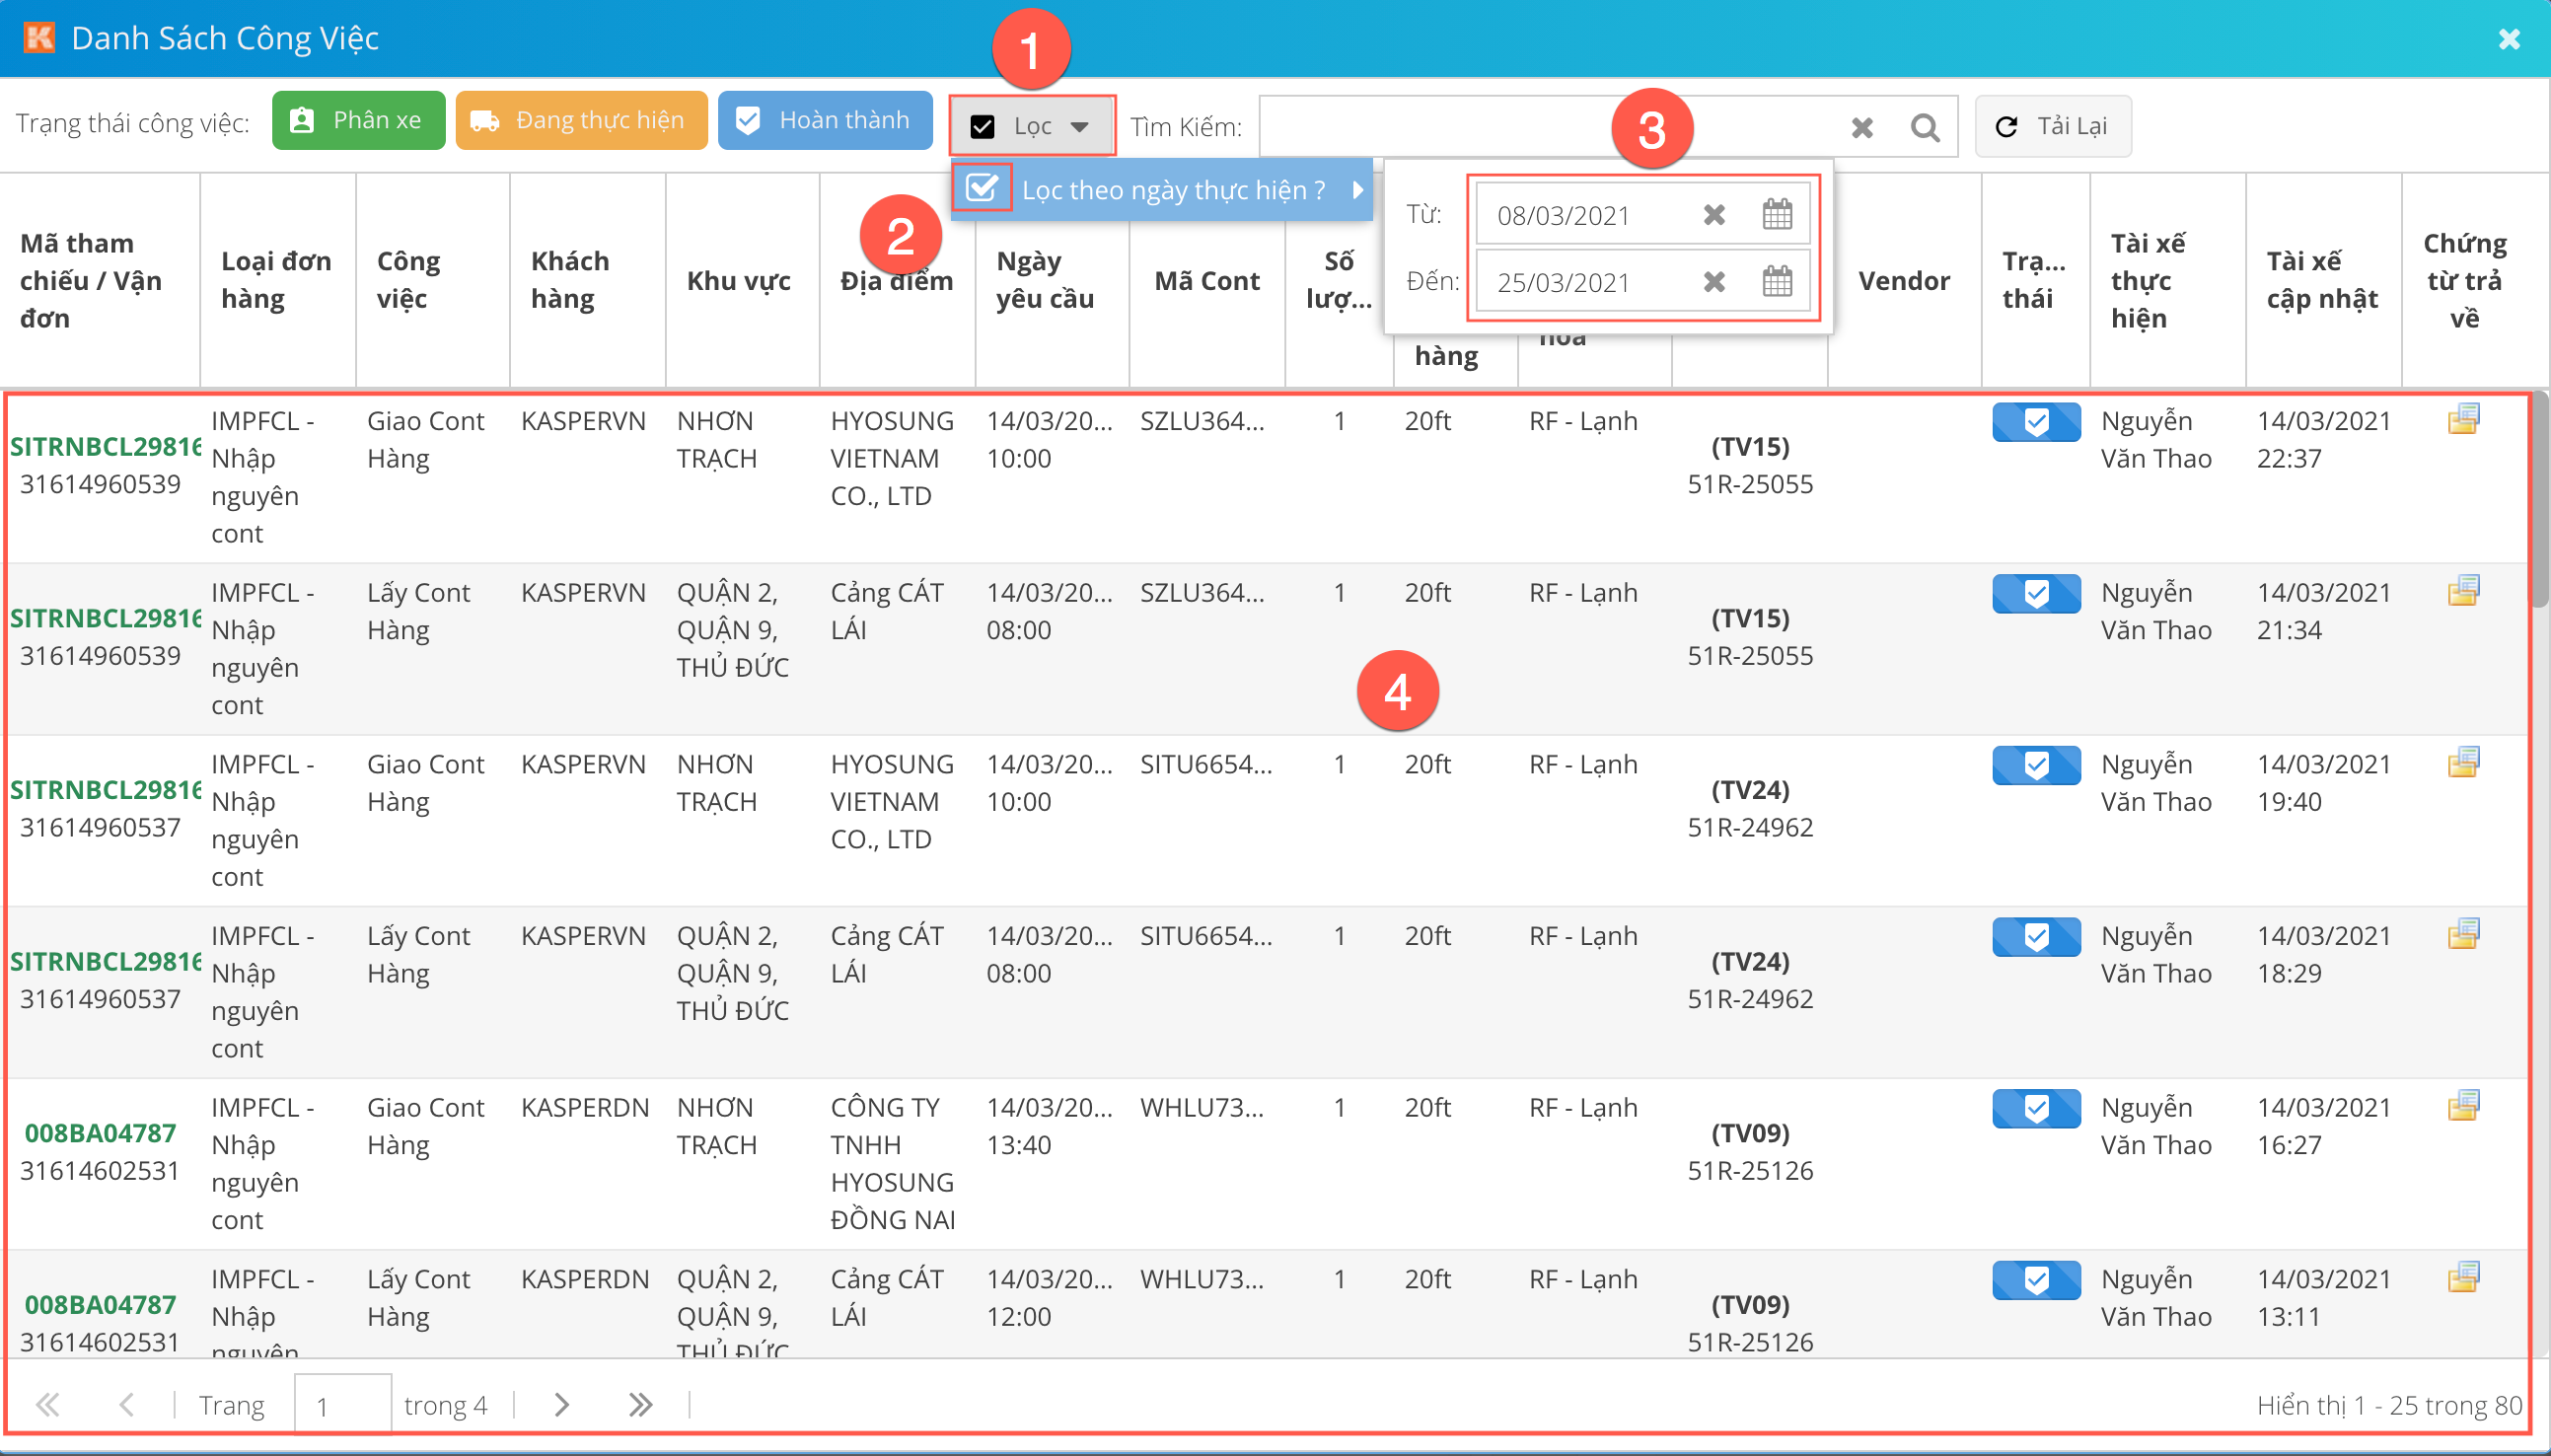 Danh Sách Công Việc
1
Trạng thái công việc: Phân xe Đang thực hiện Hoàn thành Lọc Tìm Kiếm: Tải Lại
3
Lọc theo ngày thực hiện ?
2
Từ: 08/03/2021
Đến: 25/03/2021
Mã tham chiếu / Vận đơn
Loại đơn hàng
Công việc
Khách hàng
Khu vực
Địa điểm
Ngày yêu cầu
Mã Cont
Số lượ...
hàng
hóa
Vendor
Trạ... thái
Tài xế thực hiện
Tài xế cập nhật
Chứng từ trả về
SITRNBCL29816 IMPFCL - Giao Cont KASPERVN NHƠN HYOSUNG 14/03/20... SZLU364... 1 20ft RF - Lạnh (TV15) Nguyễn 14/03/2021
31614960539 Nhập Hàng TRẠCH VIETNAM 10:00 51R-25055 Văn Thao 22:37
nguyên CO., LTD
cont
SITRNBCL29816 IMPFCL - Lấy Cont KASPERVN QUẬN 2, Cảng CÁT 14/03/20... SZLU364... 1 20ft RF - Lạnh (TV15) Nguyễn 14/03/2021
31614960539 Nhập Hàng QUẬN 9, LÁI 08:00 51R-25055 Văn Thao 21:34
nguyên THỦ ĐỨC
cont
4
SITRNBCL29816 IMPFCL - Giao Cont KASPERVN NHƠN HYOSUNG 14/03/20... SITU6654... 1 20ft RF - Lạnh (TV24) Nguyễn 14/03/2021
31614960537 Nhập Hàng TRẠCH VIETNAM 10:00 51R-24962 Văn Thao 19:40
nguyên CO., LTD
cont
SITRNBCL29816 IMPFCL - Lấy Cont KASPERVN QUẬN 2, Cảng CÁT 14/03/20... SITU6654... 1 20ft RF - Lạnh (TV24) Nguyễn 14/03/2021
31614960537 Nhập Hàng QUẬN 9, LÁI 08:00 51R-24962 Văn Thao 18:29
nguyên THỦ ĐỨC
cont
008BA04787 IMPFCL - Giao Cont KASPERDN NHƠN CÔNG TY 14/03/20... WHLU73... 1 20ft RF - Lạnh (TV09) Nguyễn 14/03/2021
31614602531 Nhập Hàng TRẠCH TNHH 13:40 51R-25126 Văn Thao 16:27
nguyên HYOSUNG
cont ĐỒNG NAI
008BA04787 IMPFCL - Lấy Cont KASPERDN QUẬN 2, Cảng CÁT 14/03/20... WHLU73... 1 20ft RF - Lạnh (TV09) Nguyễn 14/03/2021
31614602531 Nhập Hàng QUẬN 9, LÁI 12:00 51R-25126 Văn Thao 13:11
nguyên THỦ ĐỨC
Trang 1 trong 4 Hiển thị 1 - 25 trong 80